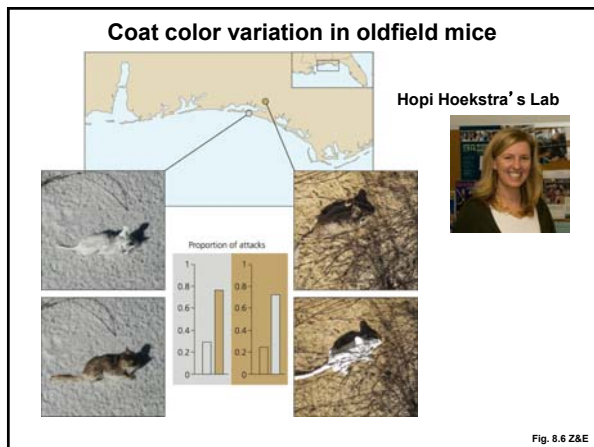 Coat color variation in oldfield mice
Hopi Hoekstra's Lab
Proportion of attacks
1 1
0.8 0.8
0.6 0.6
0.4 0.4
0.2 0.2
0 0
Fig. 8.6 Z&E